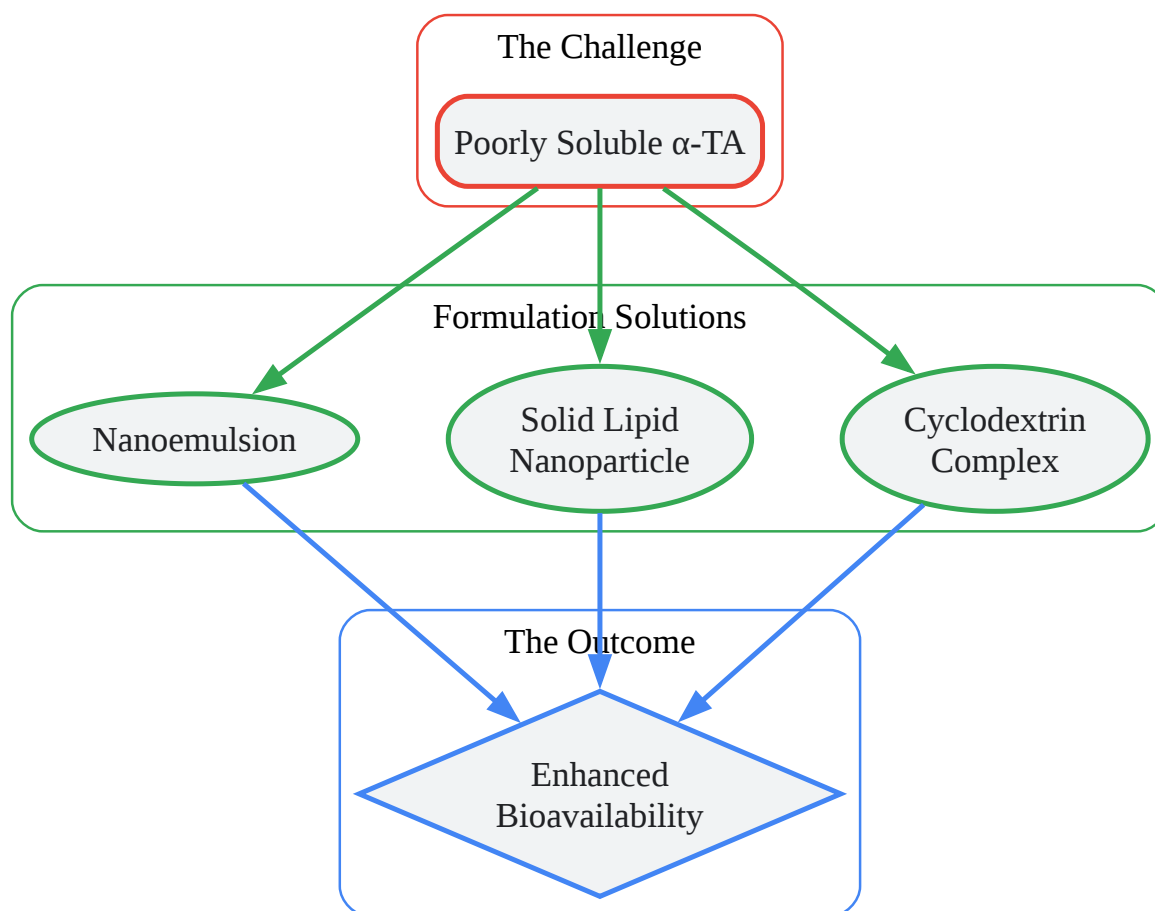 The Challenge
Poorly Soluble α-TA
Formulation Solutions
Nanoemulsion
Solid Lipid
Nanoparticle
Cyclodextrin
Complex
The Outcome
Enhanced
Bioavailability